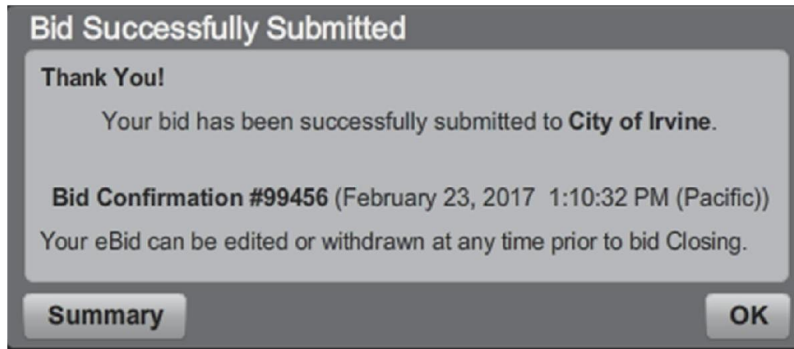 Bid Successfully Submitted
Thank You!
Your bid has been successfully submitted to City of Irvine.
Bid Confirmation #99456 (February 23, 2017 1:10:32 PM (Pacific))
Your eBid can be edited or withdrawn at any time prior to bid Closing.
Summary OK